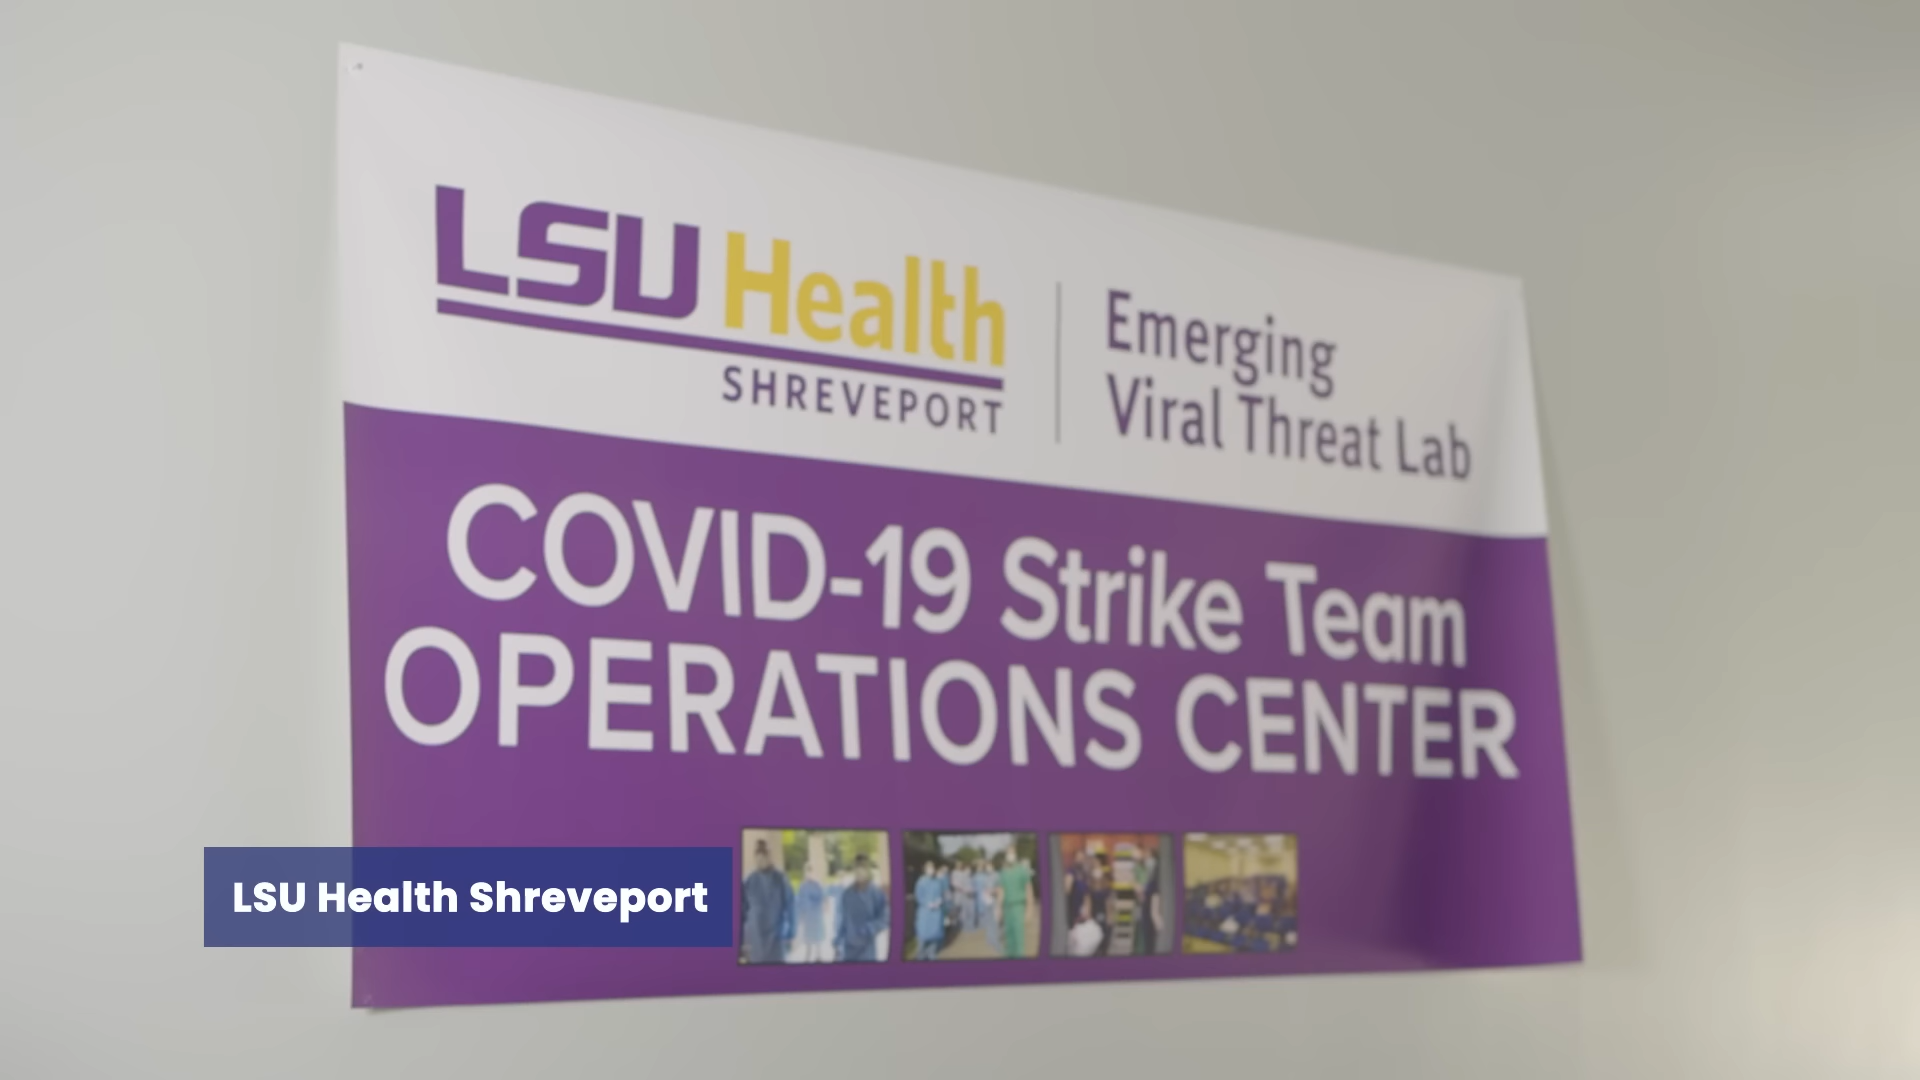 LSU Health
SHREVEPORT
Emerging
Viral Threat Lab
COVID-19 Strike Team
OPERATIONS CENTER
LSU Health Shreveport